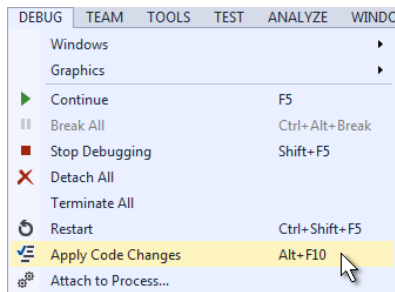 DEBUG TEAM TOOLS TEST ANALYZE WINDO
Windows
Graphics
Continue F5
Break All Ctrl+Alt+Break
Stop Debugging Shift+F5
Detach All
Terminate All
Restart Ctrl+Shift+F5
Apply Code Changes Alt+F10
Attach to Process...